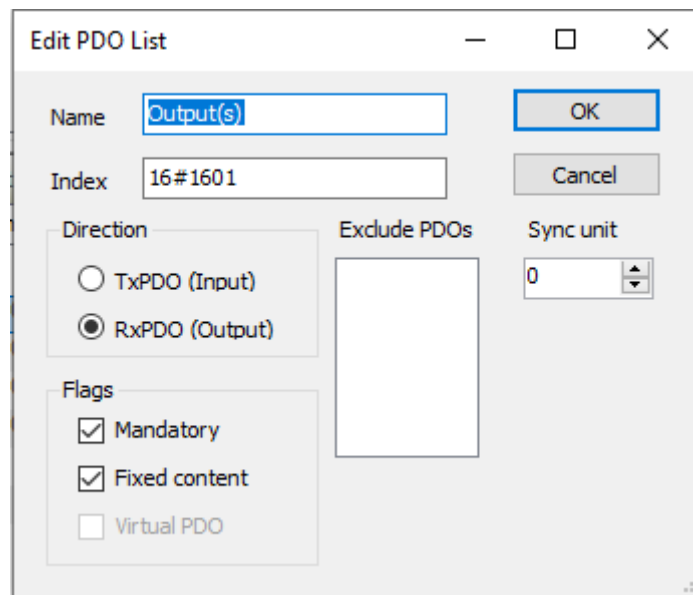 Edit PDO List
Name Output(s) OK
Index 16#1601 Cancel
Direction Exclude PDOs Sync unit
TxPDO (Input) 0
RxPDO (Output)
Flags
Mandatory
Fixed content
Virtual PDO